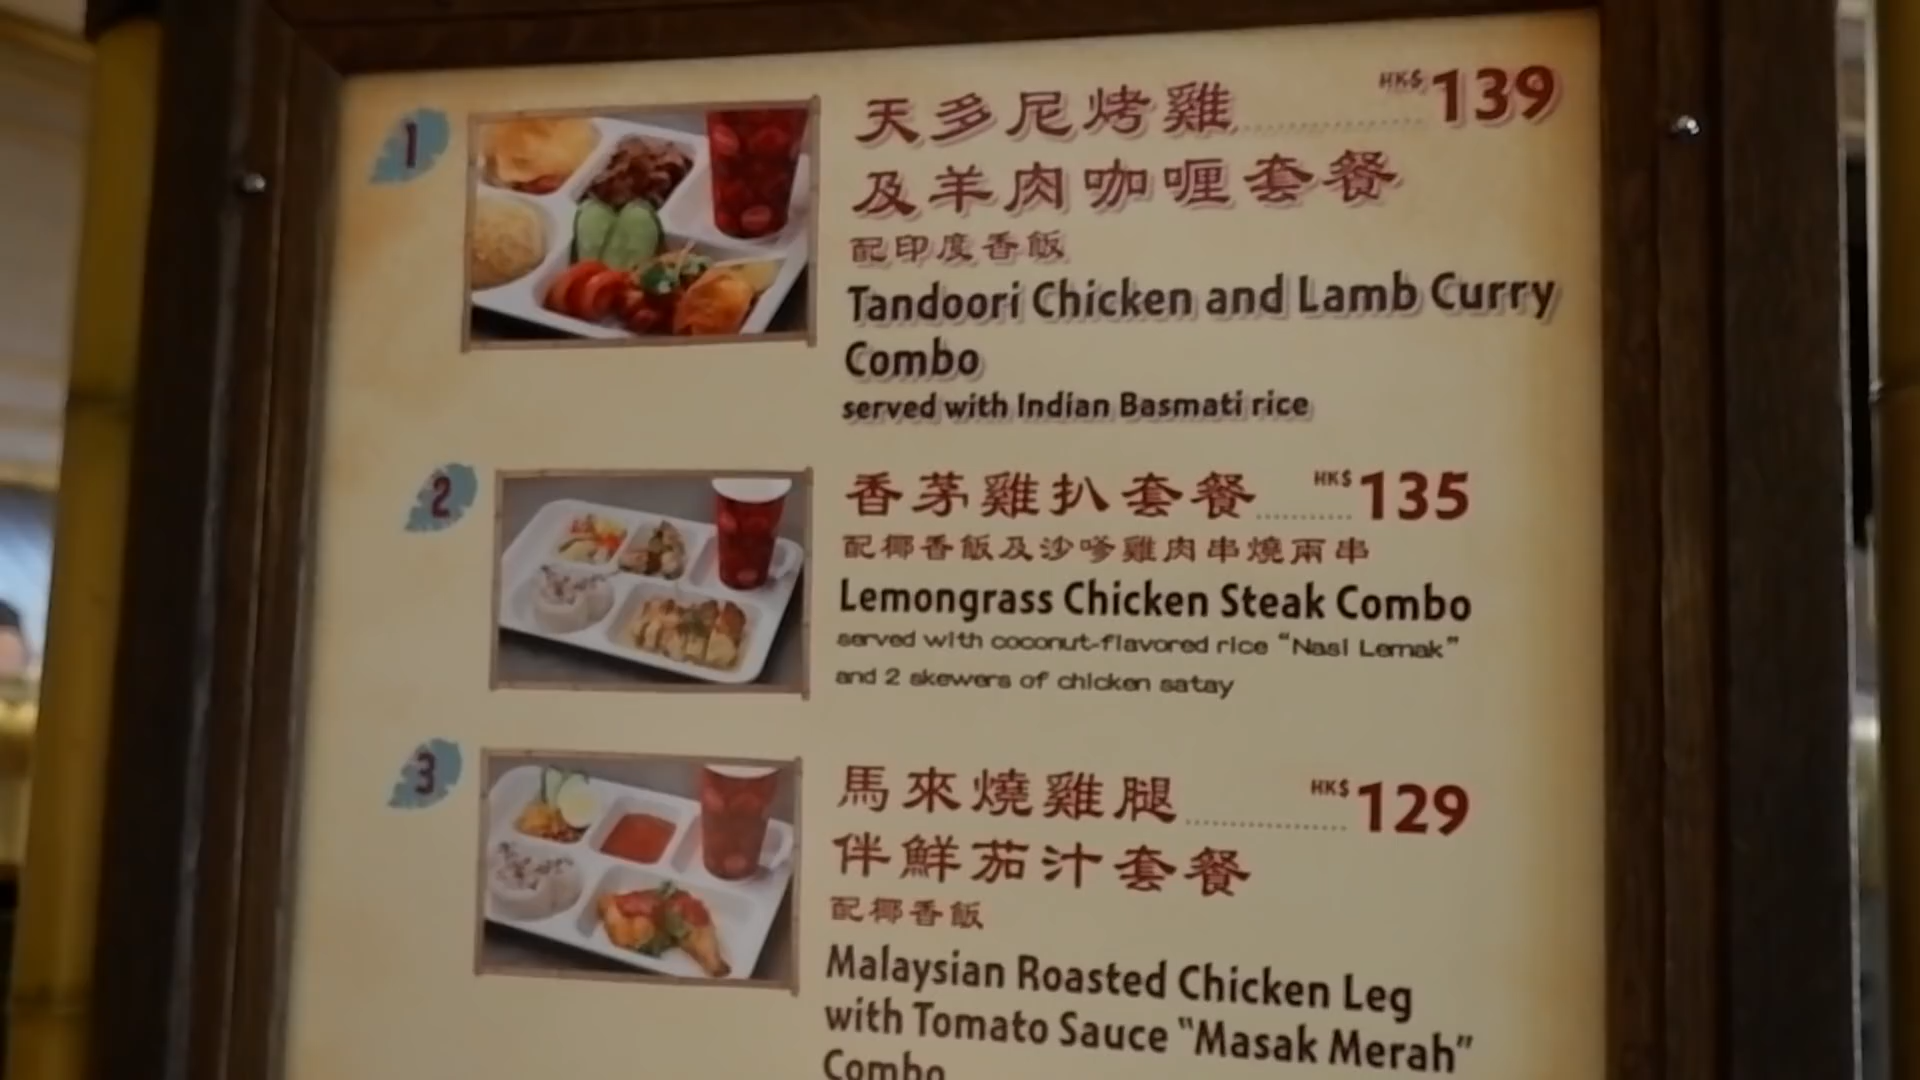 1
天多尼烤雞 HK$ 139
及羊肉咖喱套餐
配印度香飯
Tandoori Chicken and Lamb Curry
Combo
served with Indian Basmati rice
2
香茅雞扒套餐 HK$ 135
配椰香飯及沙嗲雞肉串燒兩串
Lemongrass Chicken Steak Combo
served with coconut-flavored rice “Nasi Lemak”
and 2 skewers of chicken satay
3
馬來燒雞腿 HK$ 129
伴鮮茄汁套餐
配椰香飯
Malaysian Roasted Chicken Leg
with Tomato Sauce “Masak Merah”
Combo